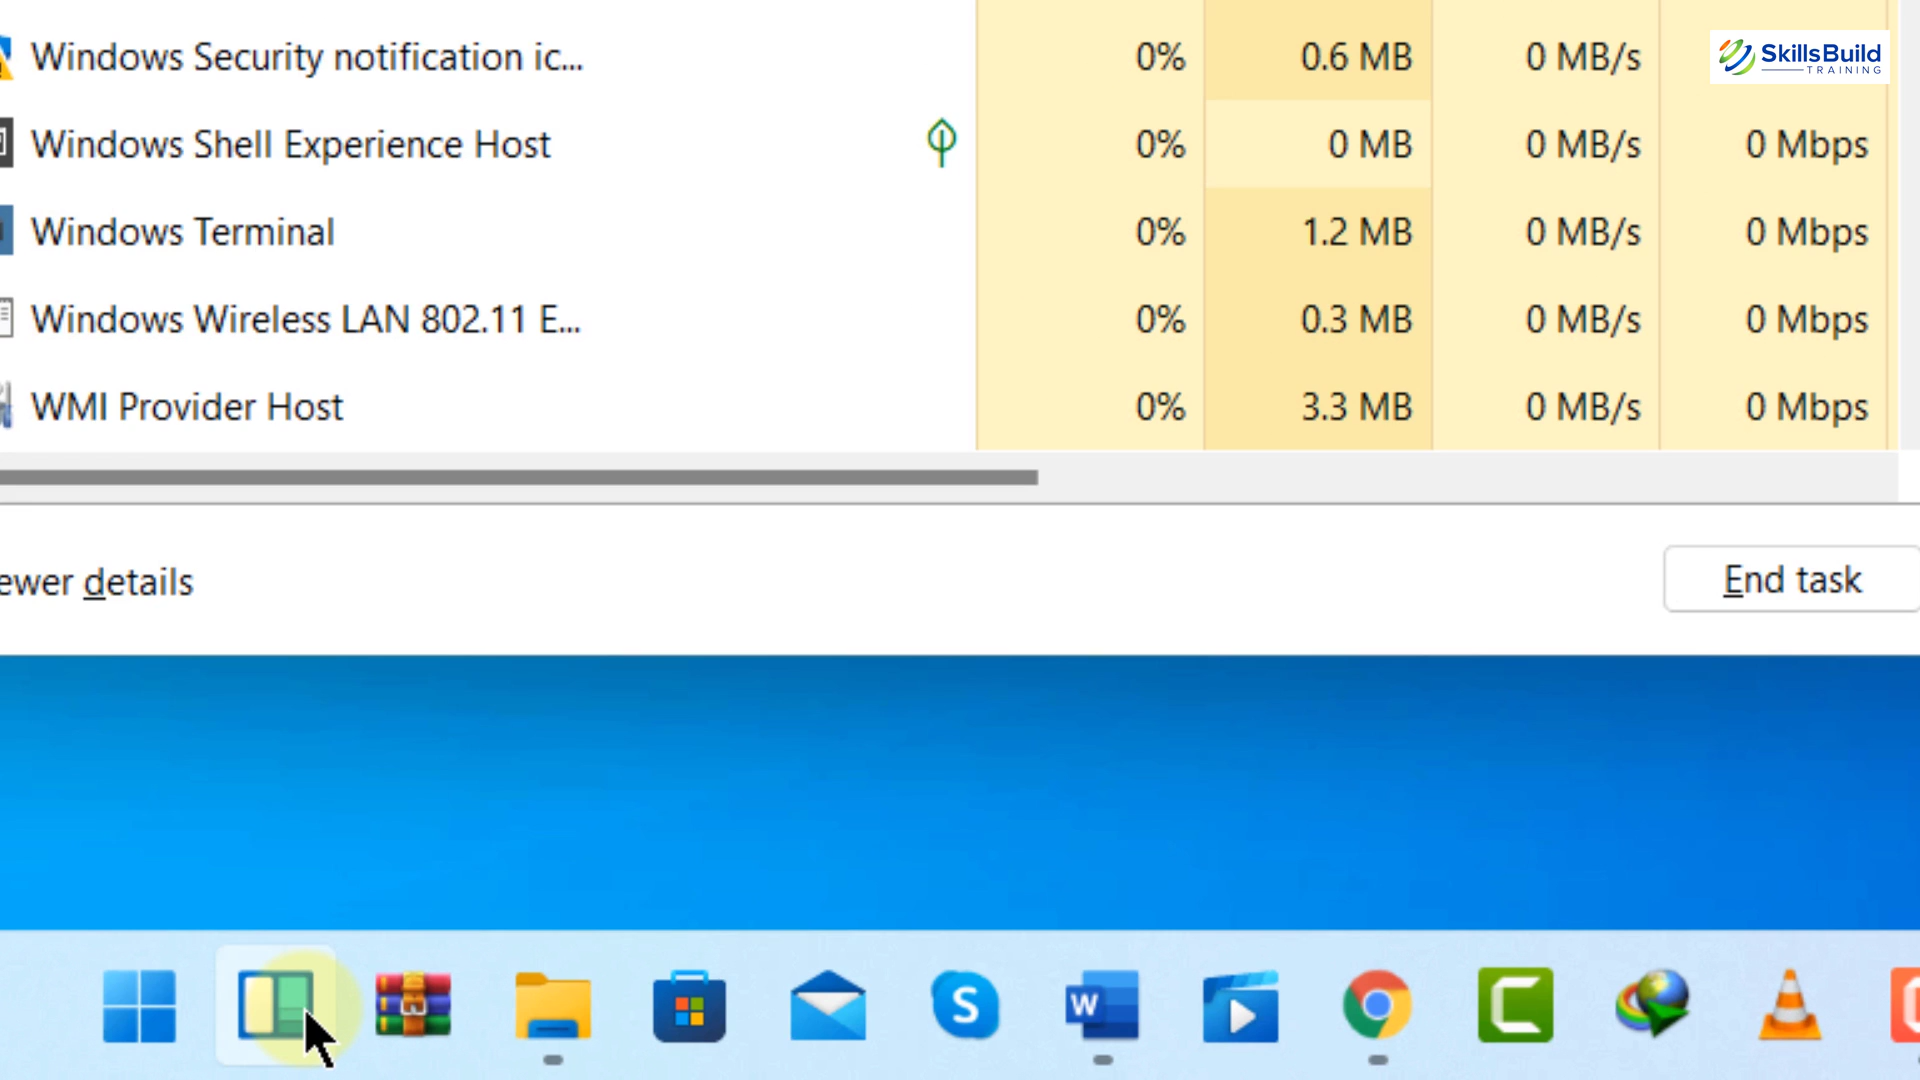 Windows Security notification ic... 0% 0.6 MB 0 MB/s
SkillsBuild
TRAINING
Windows Shell Experience Host 0% 0 MB 0 MB/s 0 Mbps
Windows Terminal 0% 1.2 MB 0 MB/s 0 Mbps
Windows Wireless LAN 802.11 E... 0% 0.3 MB 0 MB/s 0 Mbps
WMI Provider Host 0% 3.3 MB 0 MB/s 0 Mbps
ewer details End task
S W